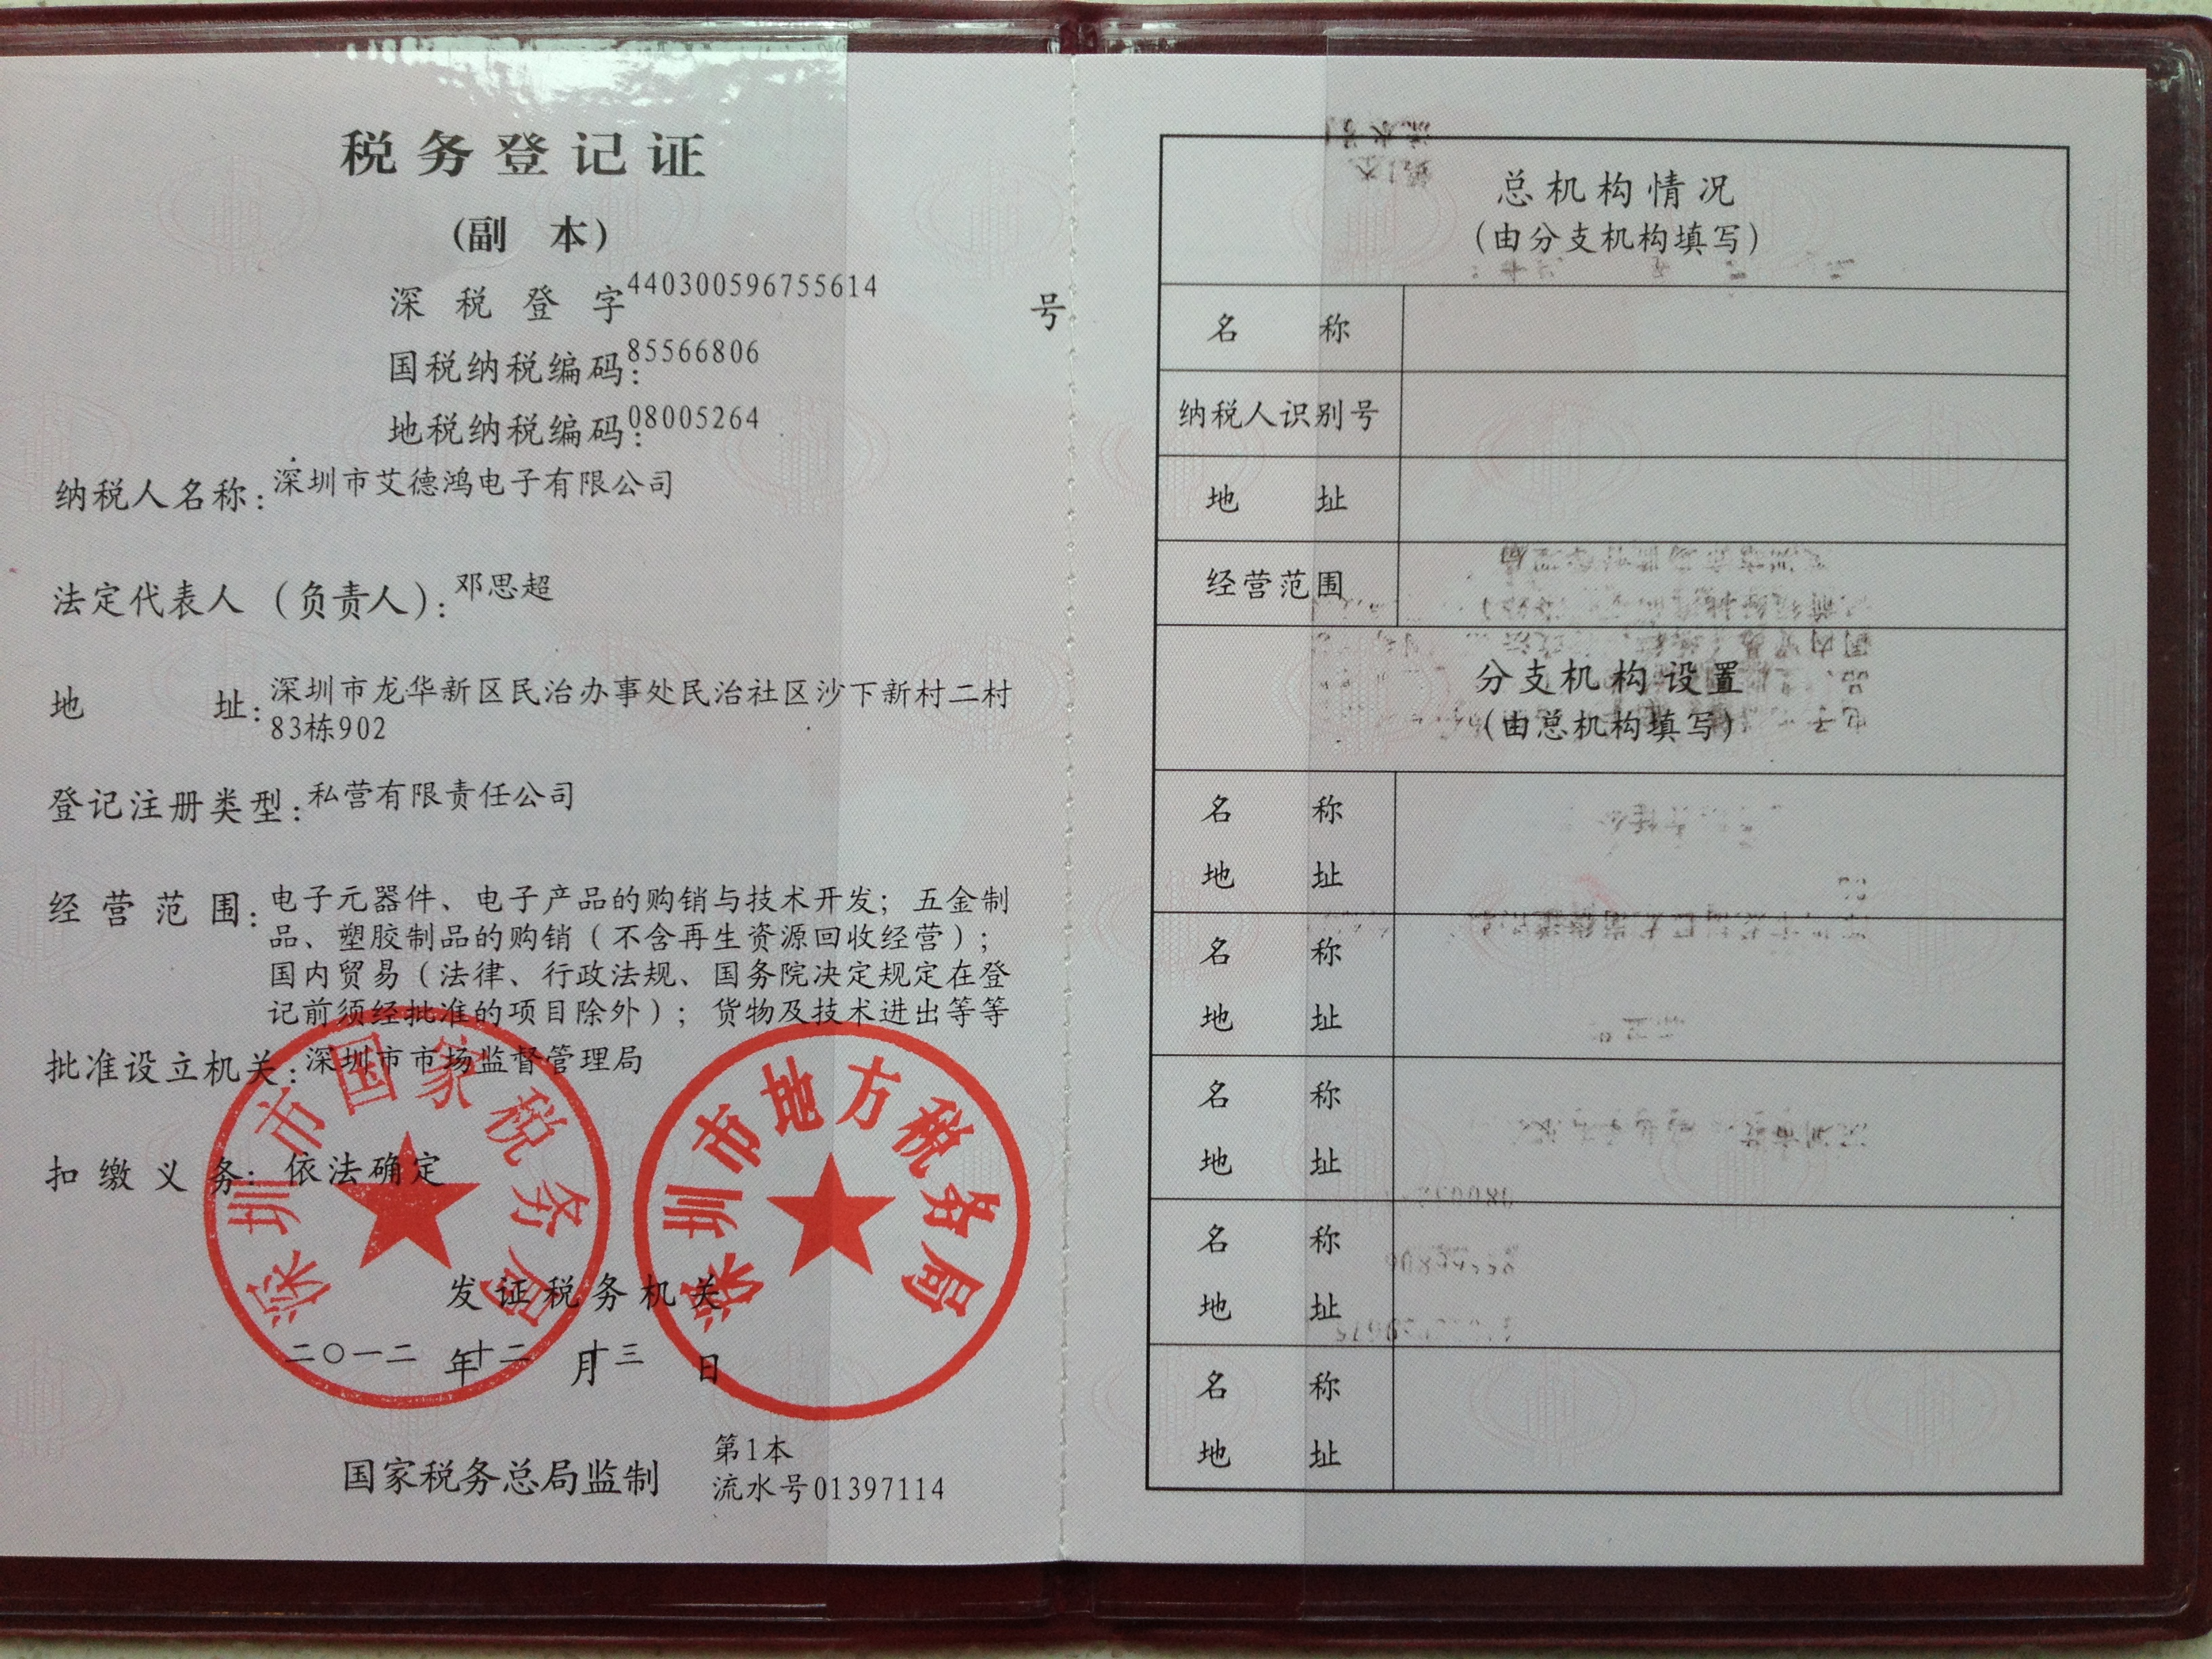 税务登记证
(副 本)
深税登字440300596755614号
国税纳税编码:85566806
地税纳税编码:08005264
纳税人名称:深圳市艾德鸿电子有限公司
法定代表人(负责人):邓思超
地 址:深圳市龙华新区民治办事处民治社区沙下新村二村
83栋902
登记注册类型:私营有限责任公司
经营范围:电子元器件、电子产品的购销与技术开发;五金制
品、塑胶制品的购销(不含再生资源回收经营);
国内贸易(法律、行政法规、国务院决定规定在登
记前须经批准的项目除外);货物及技术进出等等
批准设立机关:深圳市市场监督管理局
扣缴义务:依法确定
深圳市国家税务局
深圳市地方税务局
发证税务机关
二〇一二年十二月十三日
国家税务总局监制
第1本
流水号01397114
总机构情况
(由分支机构填写)
名 称
纳税人识别号
地 址
经营范围
分支机构设置
(由总机构填写)
名 称
地 址
名 称
地 址
名 称
地 址
名 称
地 址
名 称
地 址